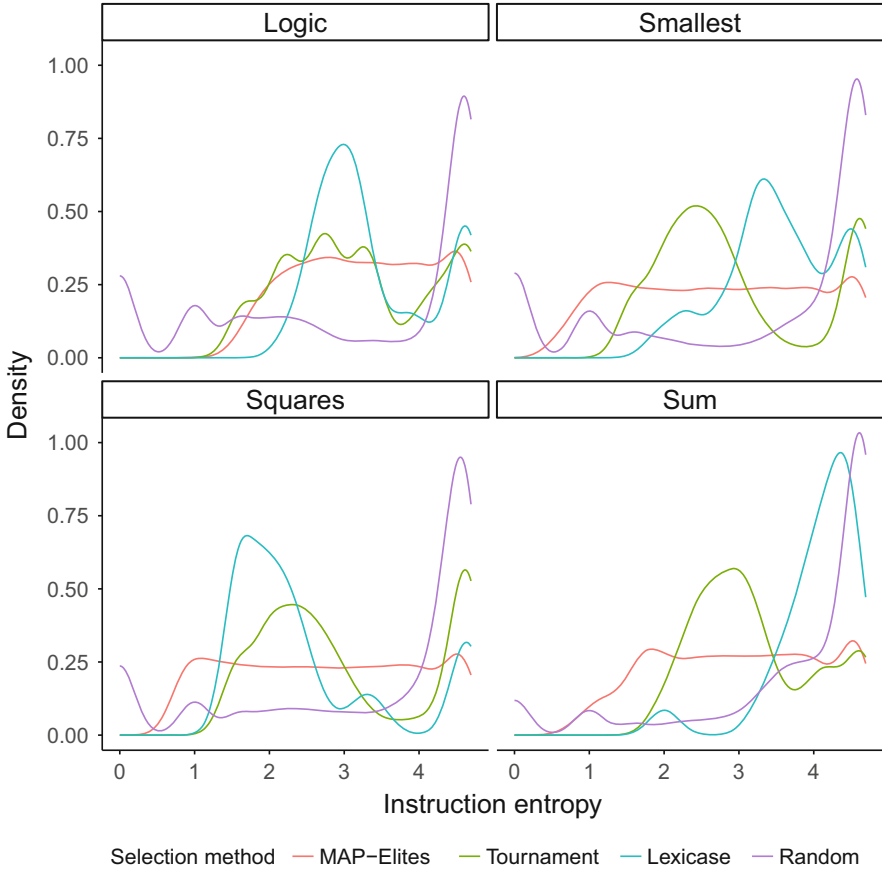 Logic Smallest
1.00
0.75
0.50
0.25
0.00
Density
Squares Sum
1.00
0.75
0.50
0.25
0.00
0 1 2 3 4 0 1 2 3 4
Instruction entropy
Selection method MAP−Elites Tournament Lexicase Random